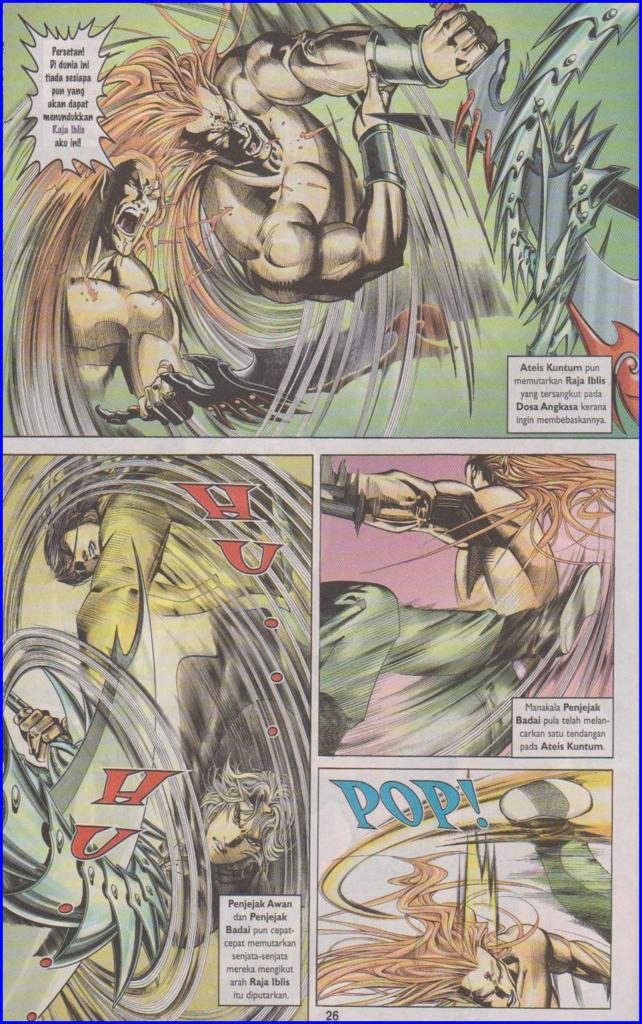 Persetan!
Di dunia ini
tiada sesiapa
pun yang
akan dapat
menundukkan
Raja Iblis
aku ini!!
Ateis Kuntum pun
memutarkan Raja Iblis
yang tersangkut pada
Dosa Angkasa kerana
ingin membebaskannya.
HU
HU
Penjejak Awan
dan Penjejak
Badai pun cepat-
cepat memutarkan
senjata-senjata
mereka mengikut
arah Raja Iblis
itu diputarkan.
Manakala Penjejak
Badai pula telah melan-
carkan satu tendangan
pada Ateis Kuntum.
POP!
26